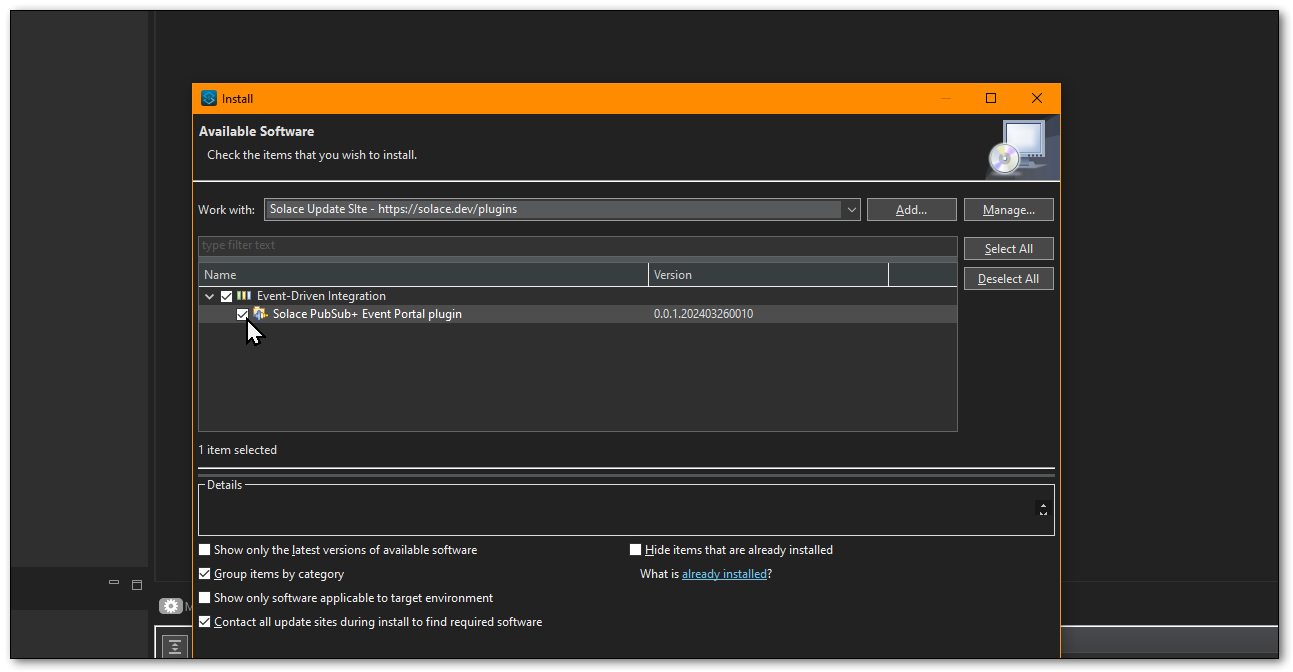 Install
Available Software
Check the items that you wish to install.
Work with: Solace Update SIte - https://solace.dev/plugins Add... Manage...
type filter text Select All
Name Version Deselect All
Event-Driven Integration
Solace PubSub+ Event Portal plugin 0.0.1.202403260010
1 item selected
Details
Show only the latest versions of available software Hide items that are already installed
Group items by category What is already installed?
Show only software applicable to target environment
M
Contact all update sites during install to find required software